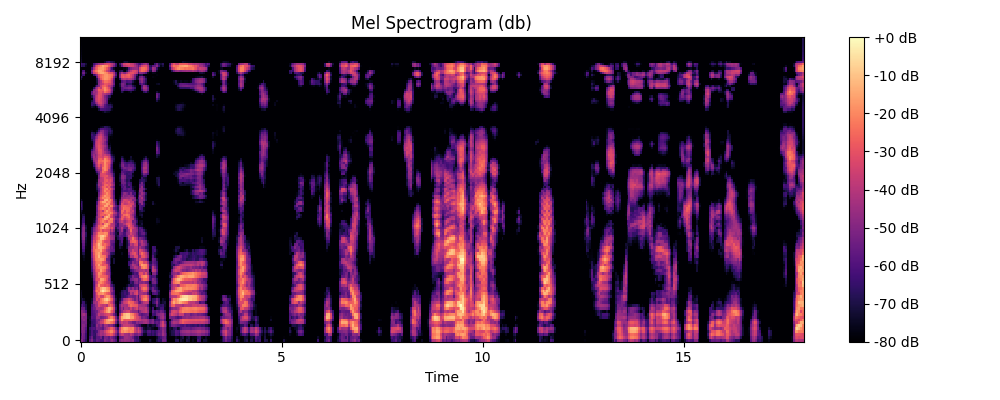 Mel Spectrogram (db)
Hz
8192
4096
2048
1024
512
0
0 5 10 15
Time
+0 dB
-10 dB
-20 dB
-30 dB
-40 dB
-50 dB
-60 dB
-70 dB
-80 dB